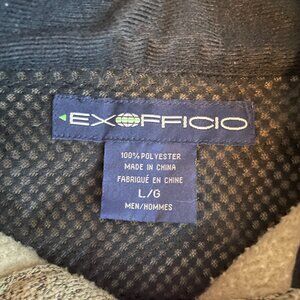 EXOFFICIO
100% POLYESTER
MADE IN CHINA
FABRIQUÉ EN CHINE
L/G
MEN/HOMMES